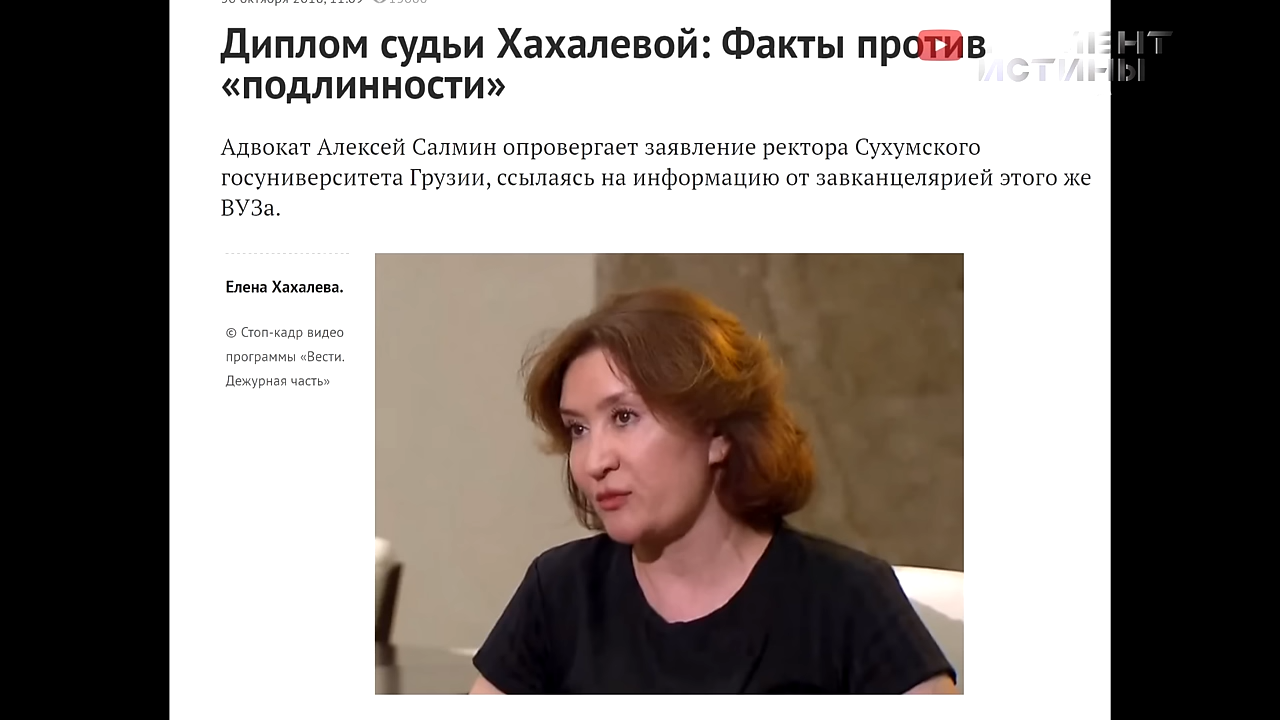 Диплом судьи Хахалевой: Факты против
«подлинности»
Адвокат Алексей Салмин опровергает заявление ректора Сухумского
госуниверситета Грузии, ссылаясь на информацию от завканцелярией этого же
ВУЗа.
Елена Хахалева.
© Стоп-кадр видео
программы «Вести.
Дежурная часть»
ИСТИНЫ